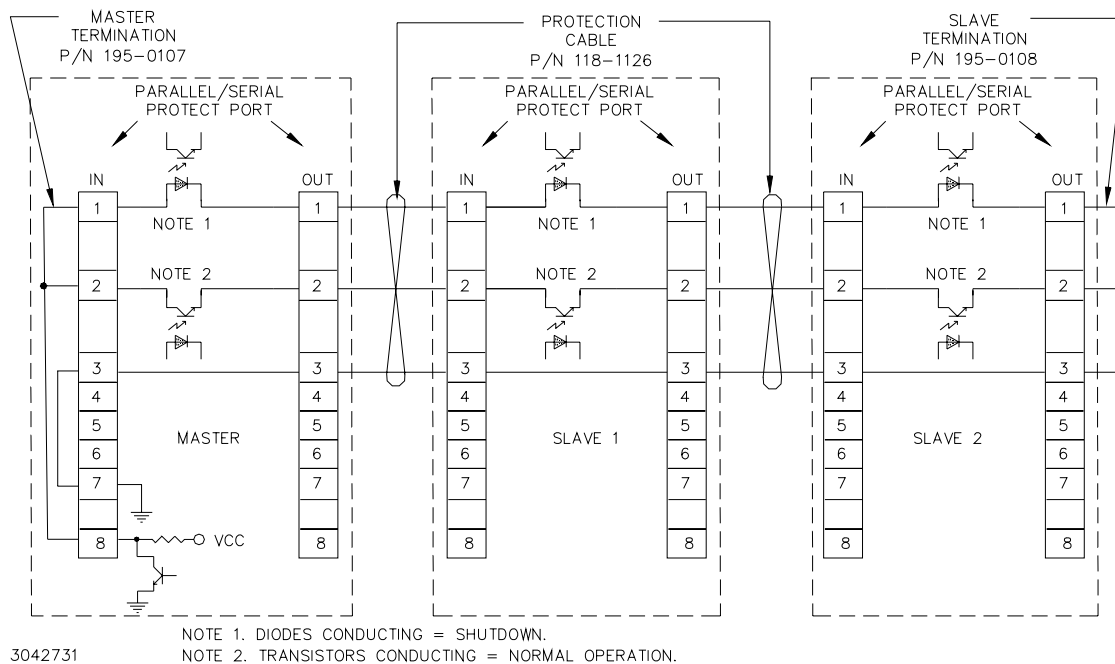 MASTER
TERMINATION
P/N 195-0107
PROTECTION
CABLE
P/N 118-1126
SLAVE
TERMINATION
P/N 195-0108
PARALLEL/SERIAL
PROTECT PORT
PARALLEL/SERIAL
PROTECT PORT
PARALLEL/SERIAL
PROTECT PORT
IN
OUT
IN
OUT
IN
OUT
1
1
1
1
1
1
NOTE 1
NOTE 1
NOTE 1
NOTE 2
NOTE 2
NOTE 2
2
2
2
2
2
2
3
3
3
3
3
3
4
4
4
4
4
4
5
5
5
5
5
5
MASTER
SLAVE 1
SLAVE 2
6
6
6
6
6
6
7
7
7
7
7
7
8
8
8
8
8
8
VCC
NOTE 1. DIODES CONDUCTING = SHUTDOWN.
3042731
NOTE 2. TRANSISTORS CONDUCTING = NORMAL OPERATION.